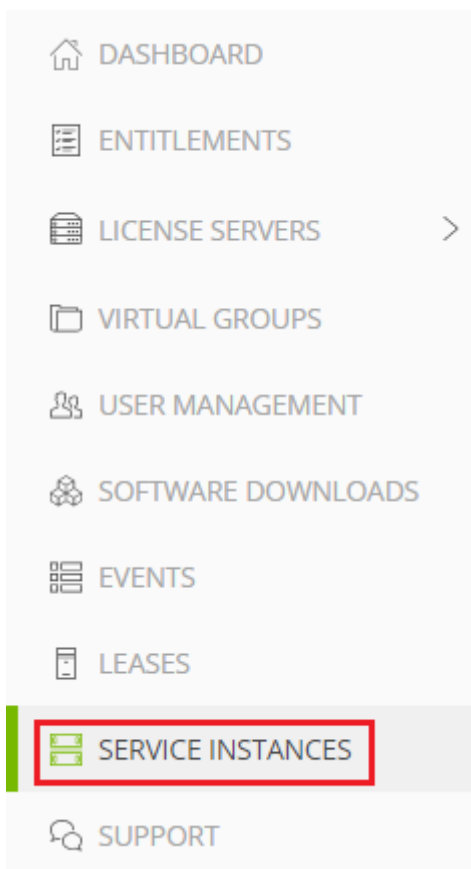 DASHBOARD
ENTITLEMENTS
LICENSE SERVERS
VIRTUAL GROUPS
USER MANAGEMENT
SOFTWARE DOWNLOADS
EVENTS
LEASES
SERVICE INSTANCES
SUPPORT